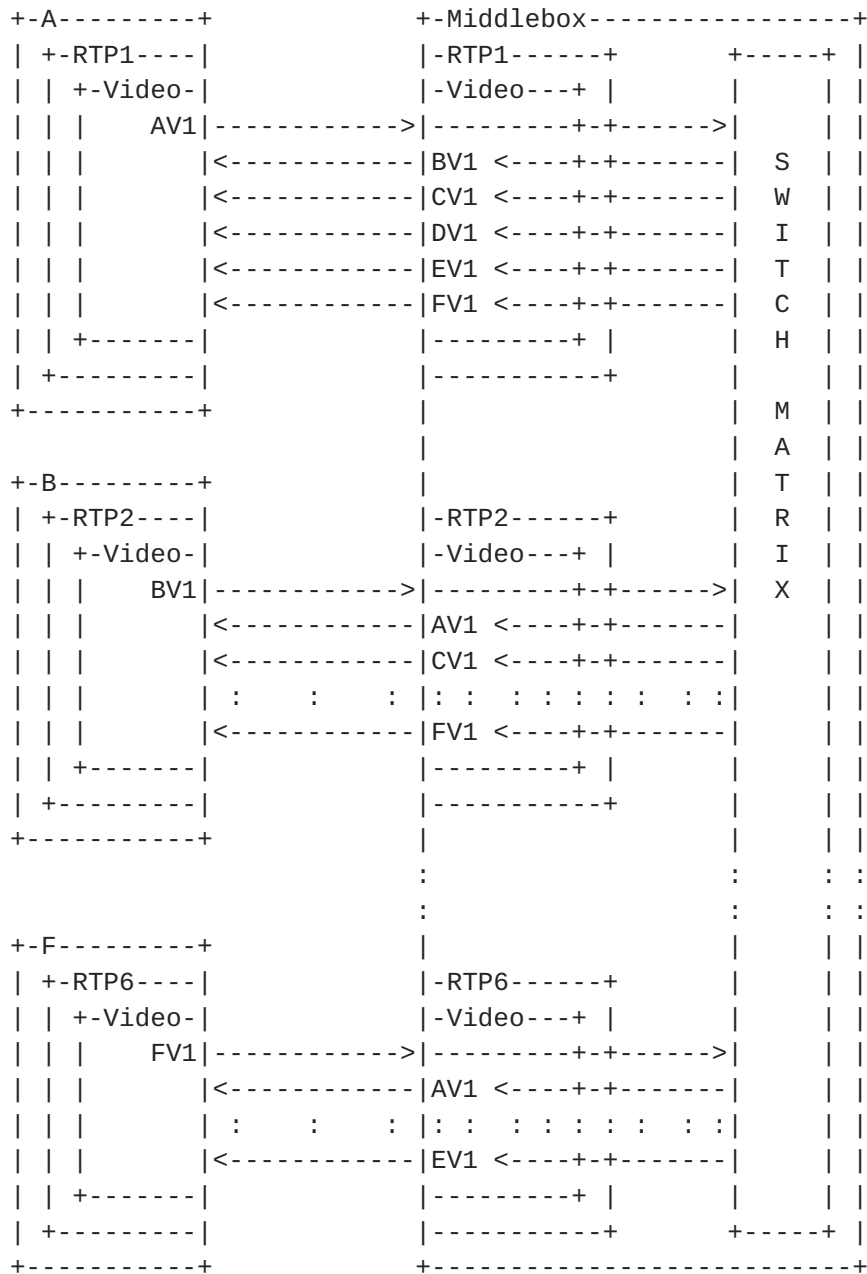 +-A---------+             +-Middlebox-----------------+
| +-RTP1----|             |-RTP1------+       +-----+ |
| | +-Video-|             |-Video---+ |       |     | |
| | |    AV1|------------>|---------+-+------>|     | |
| | |       |<------------|BV1 <----+-+-------|  S  | |
| | |       |<------------|CV1 <----+-+-------|  W  | |
| | |       |<------------|DV1 <----+-+-------|  I  | |
| | |       |<------------|EV1 <----+-+-------|  T  | |
| | |       |<------------|FV1 <----+-+-------|  C  | |
| | +-------|             |---------+ |       |  H  | |
| +---------|             |-----------+       |     | |
+-----------+             |                   |  M  | |
                          |                   |  A  | |
+-B---------+             |                   |  T  | |
| +-RTP2----|             |-RTP2------+       |  R  | |
| | +-Video-|             |-Video---+ |       |  I  | |
| | |    BV1|------------>|---------+-+------>|  X  | |
| | |       |<------------|AV1 <----+-+-------|     | |
| | |       |<------------|CV1 <----+-+-------|     | |
| | |       | :    :    : |: :  : : : : :  : :|     | |
| | |       |<------------|FV1 <----+-+-------|     | |
| | +-------|             |---------+ |       |     | |
| +---------|             |-----------+       |     | |
+-----------+             |                   |     | |
                          :                   :     : :
                          :                   :     : :
+-F---------+             |                   |     | |
| +-RTP6----|             |-RTP6------+       |     | |
| | +-Video-|             |-Video---+ |       |     | |
| | |    FV1|------------>|---------+-+------>|     | |
| | |       |<------------|AV1 <----+-+-------|     | |
| | |       | :    :    : |: :  : : : : :  : :|     | |
| | |       |<------------|EV1 <----+-+-------|     | |
| | +-------|             |---------+ |       |     | |
| +---------|             |-----------+       +-----+ |
+-----------+             +---------------------------+